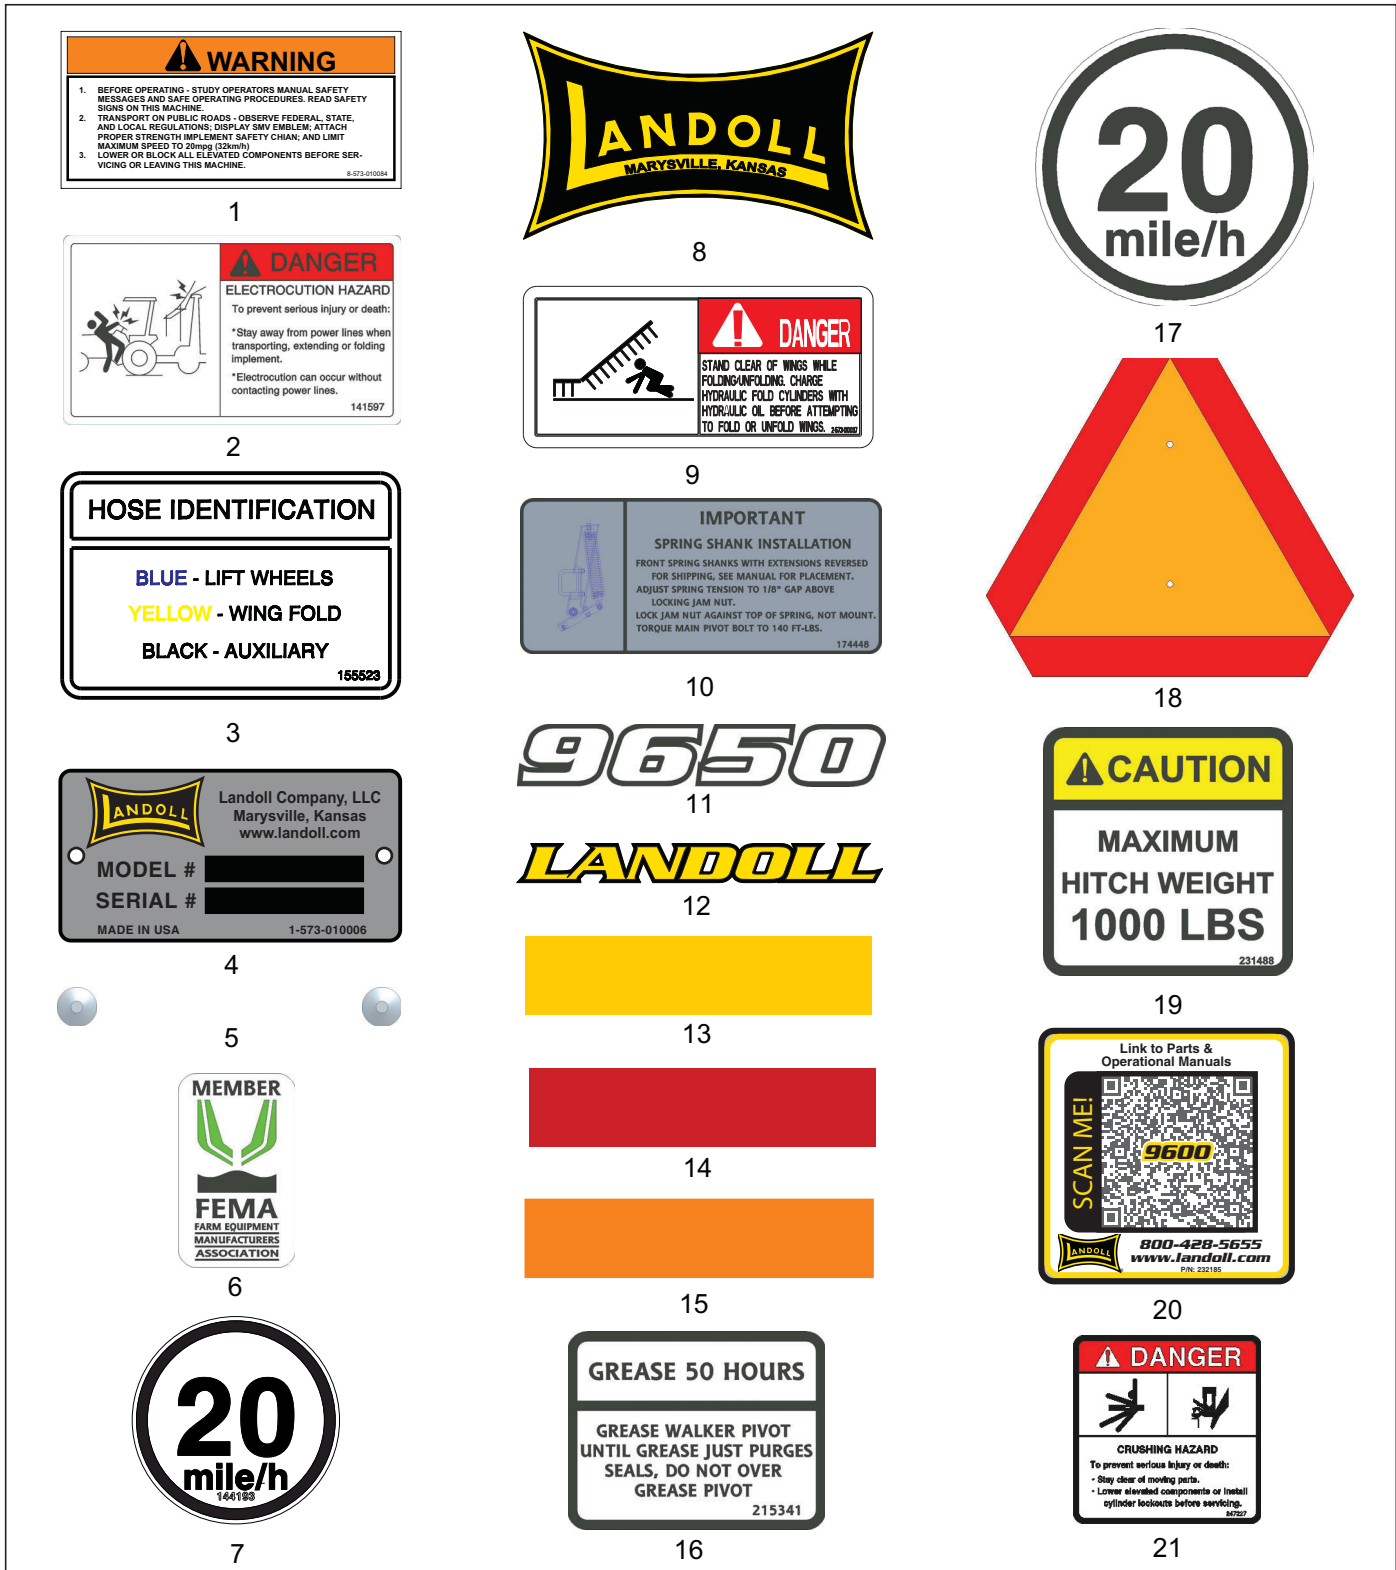 WARNING
1. BEFORE OPERATING - STUDY OPERATORS MANUAL SAFETY
MESSAGES AND SAFE OPERATING PROCEDURES. READ SAFETY
SIGNS ON THIS MACHINE.
2. TRANSPORT ON PUBLIC ROADS - OBSERVE FEDERAL, STATE,
AND LOCAL REGULATIONS; DISPLAY SMV EMBLEM; ATTACH
PROPER STRENGTH IMPLEMENT SAFETY CHIAN; AND LIMIT
MAXIMUM SPEED TO 20mpg (32km/h)
3. LOWER OR BLOCK ALL ELEVATED COMPONENTS BEFORE SER-
VICING OR LEAVING THIS MACHINE.
8-573-010084
1
DANGER
ELECTROCUTION HAZARD
To prevent serious injury or death:
*Stay away from power lines when
transporting, extending or folding
implement.
*Electrocution can occur without
contacting power lines.
141597
2
HOSE IDENTIFICATION
BLUE - LIFT WHEELS
YELLOW - WING FOLD
BLACK - AUXILIARY
155523
3
LANDOLL
Landoll Company, LLC
Marysville, Kansas
www.landoll.com
MODEL #
SERIAL #
MADE IN USA 1-573-010006
4
5
MEMBER
FEMA
FARM EQUIPMENT
MANUFACTURERS
ASSOCIATION
6
20
mile/h
144193
7
LANDOLL
MARYSVILLE, KANSAS
8
DANGER
STAND CLEAR OF WINGS WHILE
FOLDING/UNFOLDING. CHARGE
HYDRAULIC FOLD CYLINDERS WITH
HYDRAULIC OIL BEFORE ATTEMPTING
TO FOLD OR UNFOLD WINGS.
9
IMPORTANT
SPRING SHANK INSTALLATION
FRONT SPRING SHANKS WITH EXTENSIONS REVERSED
FOR SHIPPING, SEE MANUAL FOR PLACEMENT.
ADJUST SPRING TENSION TO 1/8" GAP ABOVE
LOCKING JAM NUT.
LOCK JAM NUT AGAINST TOP OF SPRING, NOT MOUNT.
TORQUE MAIN PIVOT BOLT TO 140 FT-LBS.
174448
10
9650
11
LANDOLL
12
13
14
15
GREASE 50 HOURS
GREASE WALKER PIVOT
UNTIL GREASE JUST PURGES
SEALS, DO NOT OVER
GREASE PIVOT
215341
16
20
mile/h
17
18
CAUTION
MAXIMUM
HITCH WEIGHT
1000 LBS
231488
19
Link to Parts &
Operational Manuals
SCAN ME!
9600
LANDOLL
800-428-5655
www.landoll.com
P/N: 232185
20
DANGER
CRUSHING HAZARD
To prevent serious injury or death:
• Stay clear of moving parts.
• Lower elevated components or install
cylinder lockouts before servicing.
247227
21